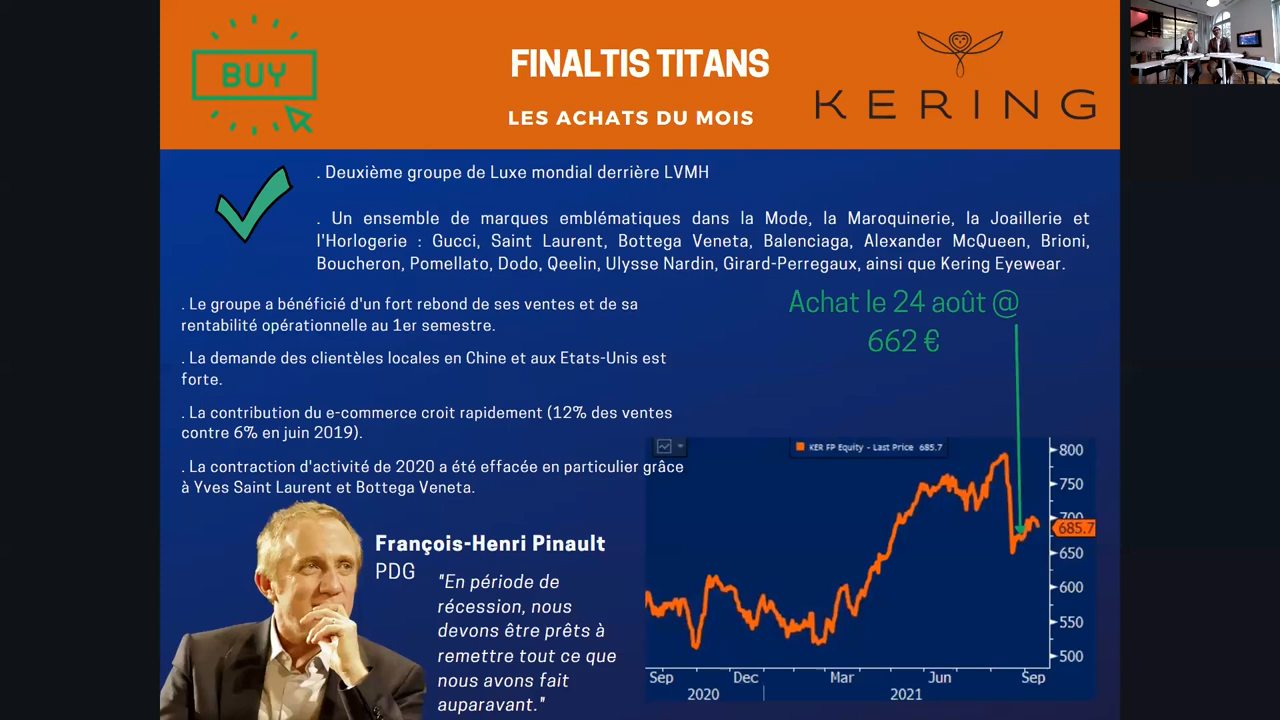 BUY
FINALTIS TITANS
LES ACHATS DU MOIS
KERING
. Deuxième groupe de Luxe mondial derrière LVMH
. Un ensemble de marques emblématiques dans la Mode, la Maroquinerie, la Joaillerie et
l'Horlogerie : Gucci, Saint Laurent, Bottega Veneta, Balenciaga, Alexander McQueen, Brioni,
Boucheron, Pomellato, Dodo, Qeelin, Ulysse Nardin, Girard-Perregaux, ainsi que Kering Eyewear.
. Le groupe a bénéficié d'un fort rebond de ses ventes et de sa
rentabilité opérationnelle au 1er semestre.
. La demande des clientèles locales en Chine et aux Etats-Unis est
forte.
. La contribution du e-commerce croit rapidement (12% des ventes
contre 6% en juin 2019).
. La contraction d'activité de 2020 a été effacée en particulier grâce
à Yves Saint Laurent et Bottega Veneta.
Achat le 24 août @
662 €
François-Henri Pinault
PDG
"En période de
récession, nous
devons être prêts à
remettre tout ce que
nous avons fait
auparavant."
KER FP Equity - Last Price 685.7
800
750
700
685.7
650
600
550
500
Sep Dec Mar Jun Sep
2020 2021